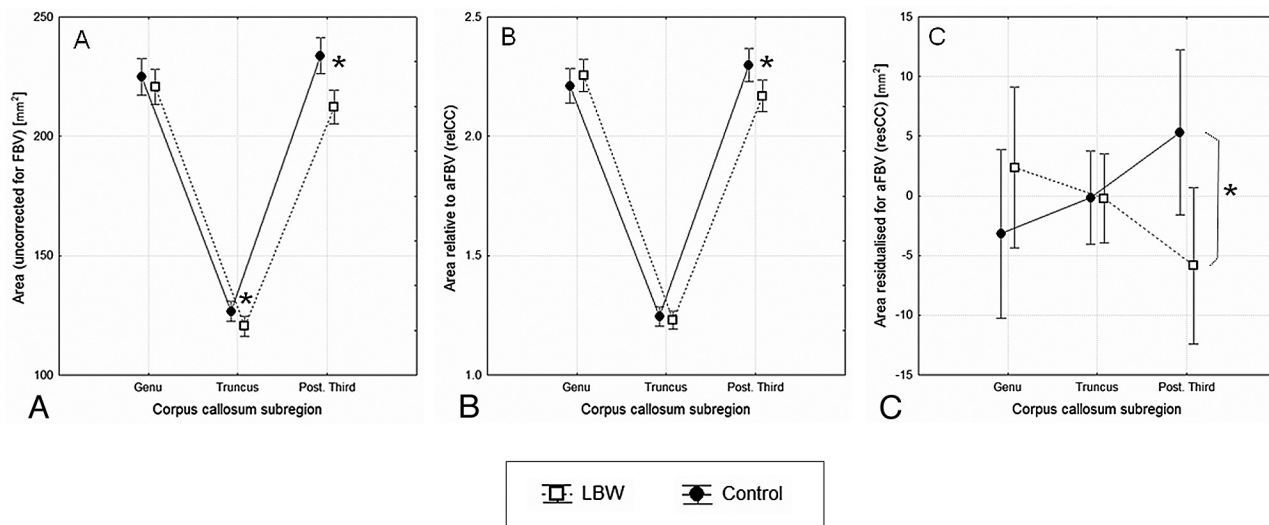 A
Area (uncorrected for FBV) [mm²]
250
200
150
100
*
*
Genu Truncus Post. Third
Corpus callosum subregion
A
B
Area relative to aFBV (relCC)
2.5
2.0
1.5
1.0
*
Genu Truncus Post. Third
Corpus callosum subregion
B
C
Area residualised for aFBV (resCC) [mm²]
15
10
5
0
-5
-10
-15
*
Genu Truncus Post. Third
Corpus callosum subregion
C
LBW Control